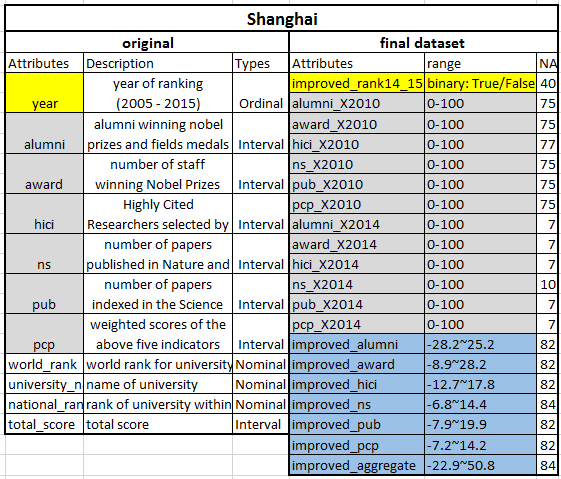 Shanghai
original final dataset
Attributes Description Types Attributes range NA
year of ranking improved_rank14_15 binary: True/False 40
year (2005 - 2015) Ordinal alumni_X2010 0-100 75
alumni winning nobel award_X2010 0-100 75
alumni prizes and fields medals Interval hici_X2010 0-100 77
number of staff ns_X2010 0-100 75
award winning Nobel Prizes Interval pub_X2010 0-100 75
Highly Cited pcp_X2010 0-100 75
hici Researchers selected by Interval alumni_X2014 0-100 7
number of papers award_X2014 0-100 7
ns published in Nature and Interval hici_X2014 0-100 7
number of papers ns_X2014 0-100 10
pub indexed in the Science Interval pub_X2014 0-100 7
weighted scores of the pcp_X2014 0-100 7
pcp above five indicators Interval improved_alumni -28.2~25.2 82
world_rank world rank for university Nominal improved_award -8.9~28.2 82
university_n name of university Nominal improved_hici -12.7~17.8 82
national_ran rank of university within Nominal improved_ns -6.8~14.4 84
total_score total score Interval improved_pub -7.9~19.9 82
improved_pcp -7.2~14.2 82
improved_aggregate -22.9~50.8 84